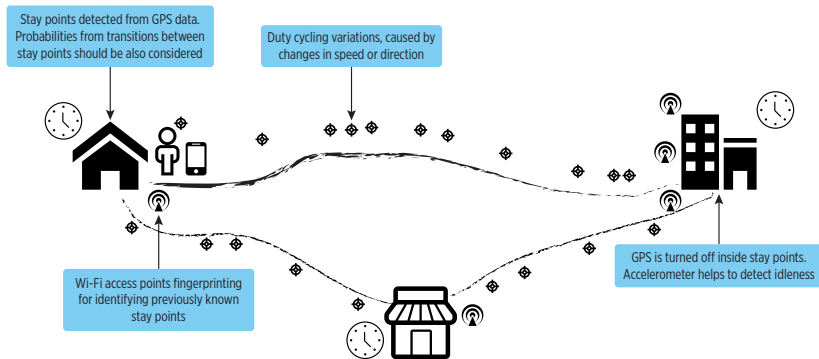 Stay points detected from GPS data.
Probabilities from transitions between
stay points should be also considered
Duty cycling variations, caused by
changes in speed or direction
Wi-Fi access points fingerprinting
for identifying previously known
stay points
GPS is turned off inside stay points.
Accelerometer helps to detect idleness